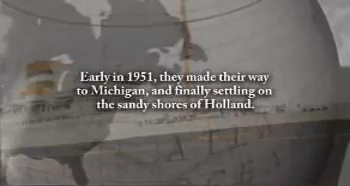 Early in 1951, they made their way
to Michigan, and finally settling on
the sandy shores of Holland.